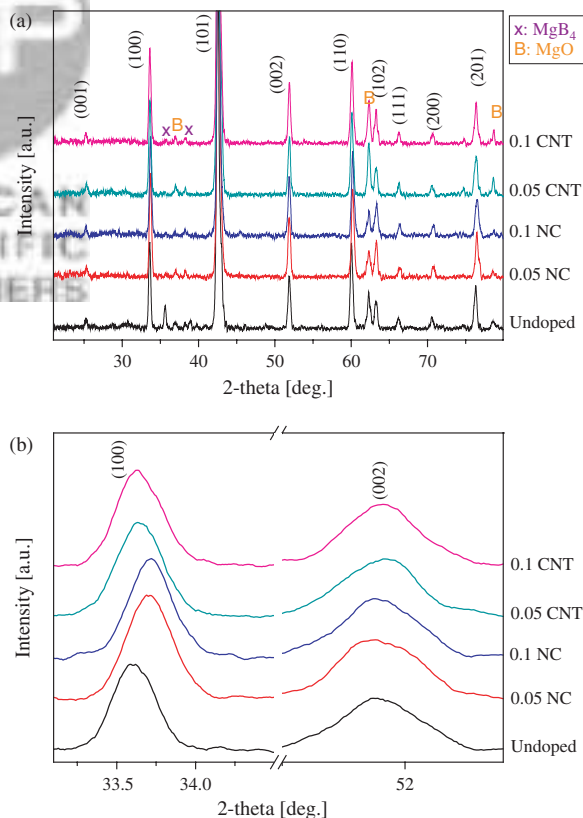 (a)
x: MgB4
B: MgO
(001)
(100)
(101)
(002)
(110)
(102)
(111)
(200)
(201)
x
B
x
B
B
0.1 CNT
0.05 CNT
0.1 NC
0.05 NC
Undoped
Intensity [a.u.]
30
40
50
60
70
2-theta [deg.]
(b)
(100)
(002)
0.1 CNT
0.05 CNT
0.1 NC
0.05 NC
Undoped
Intensity [a.u.]
33.5
34.0
52
2-theta [deg.]